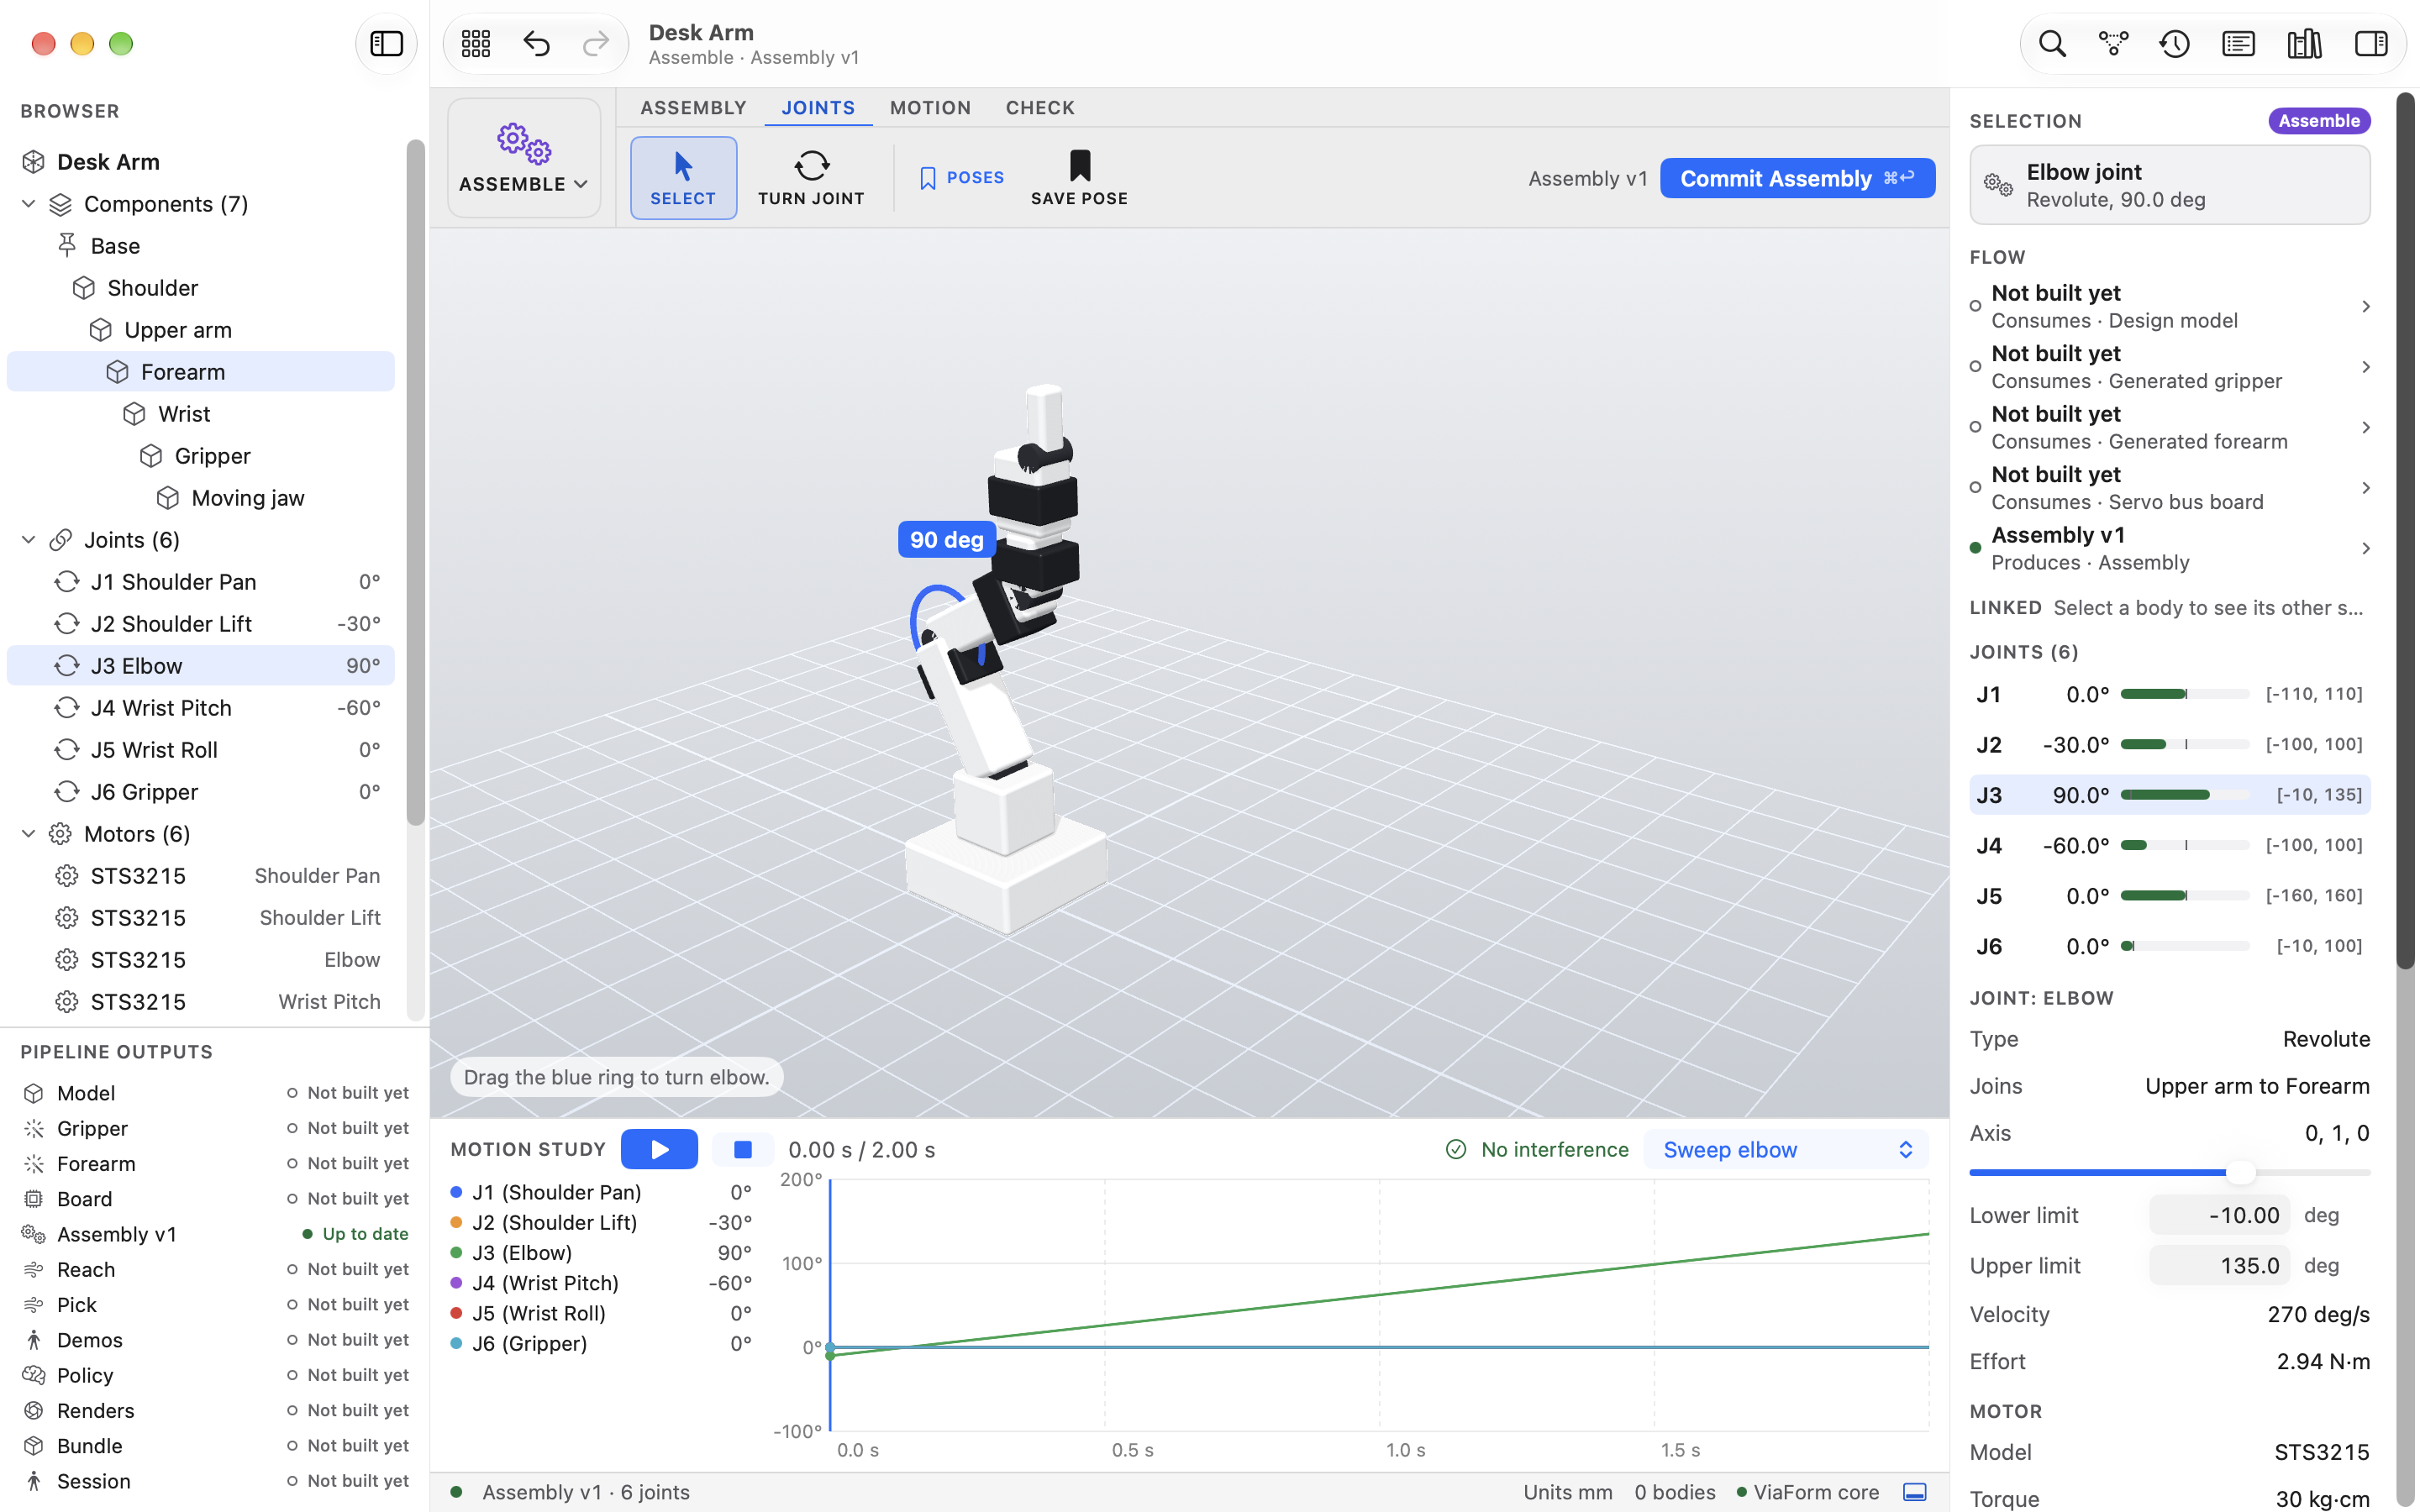 Desk Arm
Assemble · Assembly v1
BROWSER
Desk Arm
Components (7)
Base
Shoulder
Upper arm
Forearm
Wrist
Gripper
Moving jaw
Joints (6)
J1 Shoulder Pan 0°
J2 Shoulder Lift -30°
J3 Elbow 90°
J4 Wrist Pitch -60°
J5 Wrist Roll 0°
J6 Gripper 0°
Motors (6)
STS3215 Shoulder Pan
STS3215 Shoulder Lift
STS3215 Elbow
STS3215 Wrist Pitch
PIPELINE OUTPUTS
Model Not built yet
Gripper Not built yet
Forearm Not built yet
Board Not built yet
Assembly v1 Up to date
Reach Not built yet
Pick Not built yet
Demos Not built yet
Policy Not built yet
Renders Not built yet
Bundle Not built yet
Session Not built yet
ASSEMBLE
ASSEMBLY JOINTS MOTION CHECK
SELECT TURN JOINT POSES SAVE POSE
Assembly v1 Commit Assembly ⌘↩
90 deg
Drag the blue ring to turn elbow.
MOTION STUDY 0.00 s / 2.00 s No interference Sweep elbow
J1 (Shoulder Pan) 0°
J2 (Shoulder Lift) -30°
J3 (Elbow) 90°
J4 (Wrist Pitch) -60°
J5 (Wrist Roll) 0°
J6 (Gripper) 0°
200°
100°
0°
-100°
0.0 s 0.5 s 1.0 s 1.5 s
Assembly v1 · 6 joints Units mm 0 bodies ViaForm core
SELECTION Assemble
Elbow joint
Revolute, 90.0 deg
FLOW
Not built yet
Consumes · Design model
Not built yet
Consumes · Generated gripper
Not built yet
Consumes · Generated forearm
Not built yet
Consumes · Servo bus board
Assembly v1
Produces · Assembly
LINKED Select a body to see its other s...
JOINTS (6)
J1 0.0° [-110, 110]
J2 -30.0° [-100, 100]
J3 90.0° [-10, 135]
J4 -60.0° [-100, 100]
J5 0.0° [-160, 160]
J6 0.0° [-10, 100]
JOINT: ELBOW
Type Revolute
Joins Upper arm to Forearm
Axis 0, 1, 0
Lower limit -10.00 deg
Upper limit 135.0 deg
Velocity 270 deg/s
Effort 2.94 N·m
MOTOR
Model STS3215
Torque 30 kg·cm